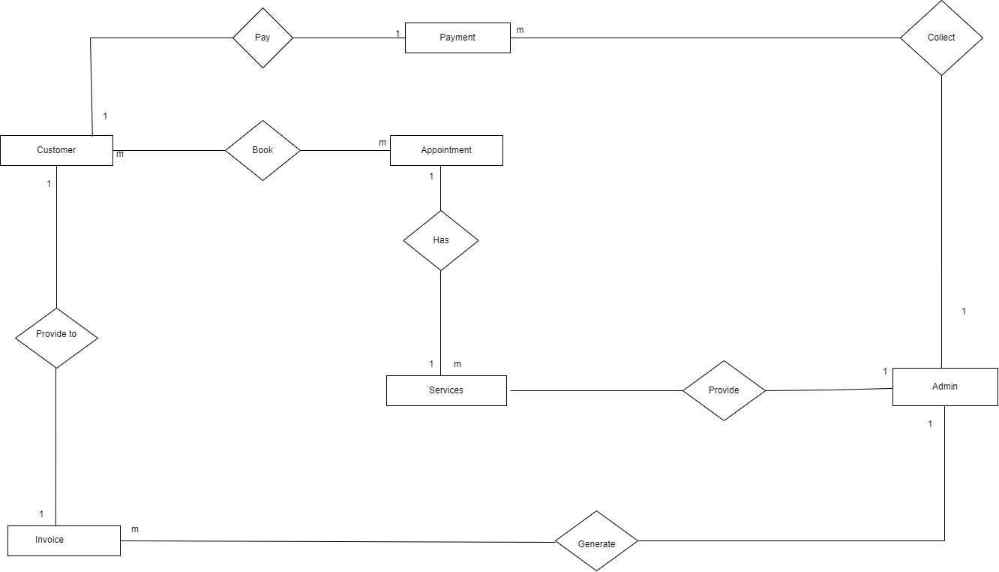 Pay
1
Payment
m
Collect
1
Customer
m
Book
m
Appointment
1
1
Has
1
Provide to
1
m
Services
Provide
1
Admin
1
1
Invoice
m
Generate